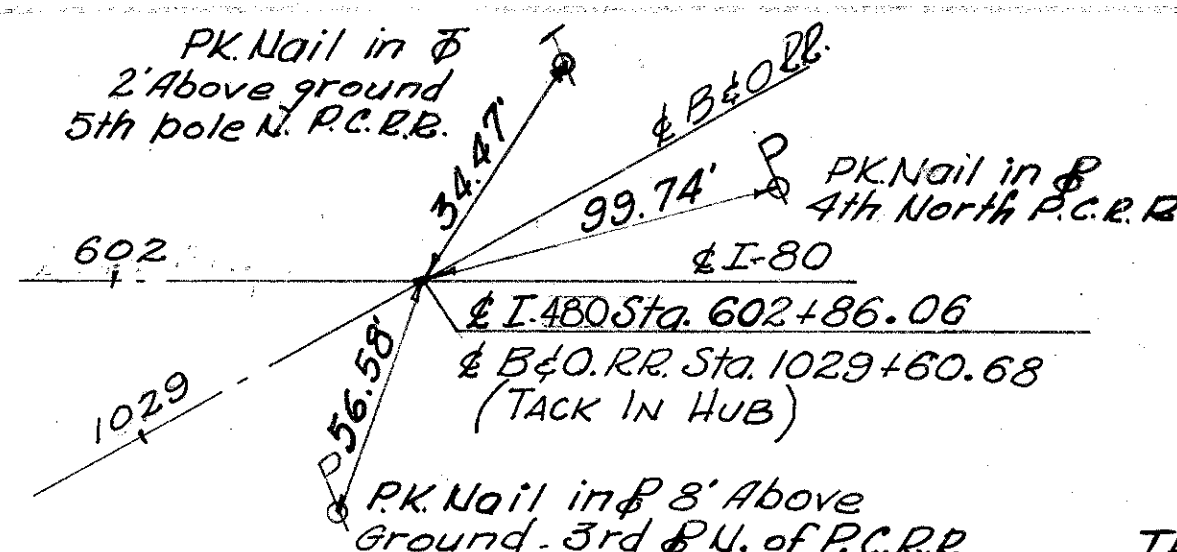 PK. Nail in
2' Above ground
5th pole N. P.C.R.R.
T
34.47'
℄ B&O RR.
P
99.74'
PK. Nail in ⅊
4th North P.C.R.R
602
℄ I-80
℄ I-480 Sta. 602+86.06
℄ B&O. RR. Sta. 1029+60.68
(TACK IN HUB)
1029
56.58'
P
P.K. Nail in ⅊ 8' Above
Ground - 3rd ⅊ N. of P.C.R.R.